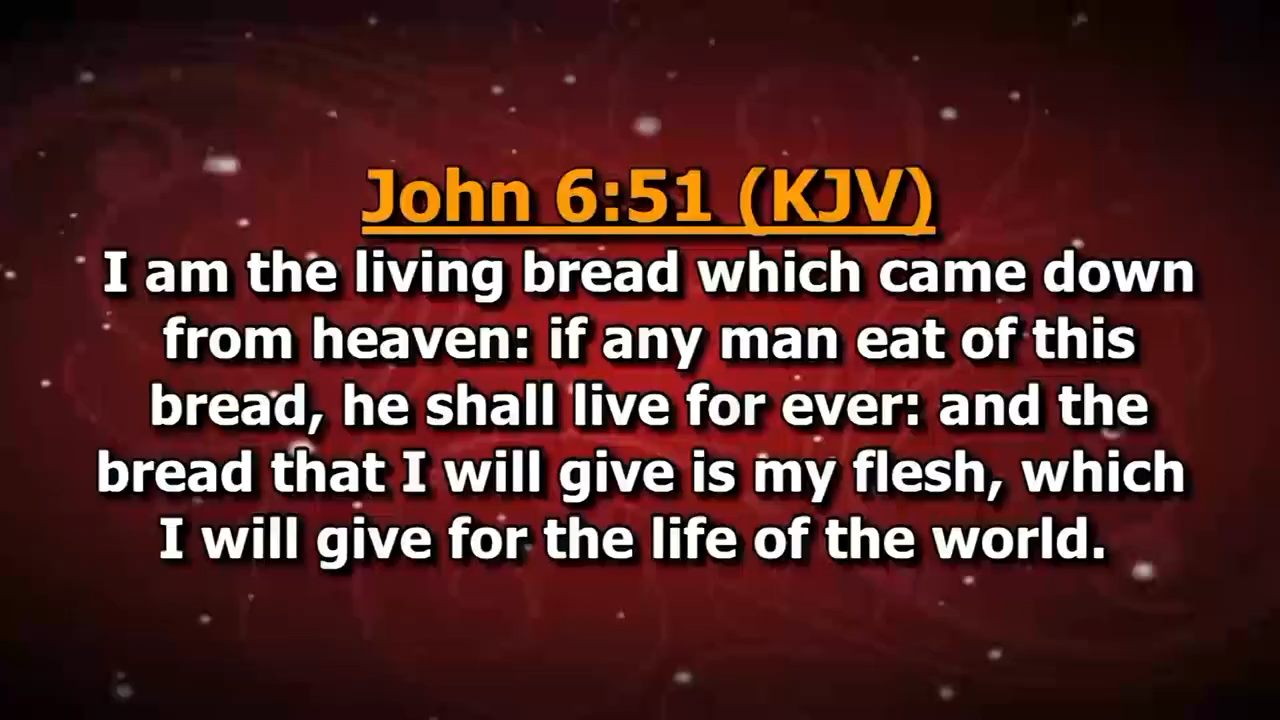 John 6:51 (KJV)
I am the living bread which came down
from heaven: if any man eat of this
bread, he shall live for ever: and the
bread that I will give is my flesh, which
I will give for the life of the world.